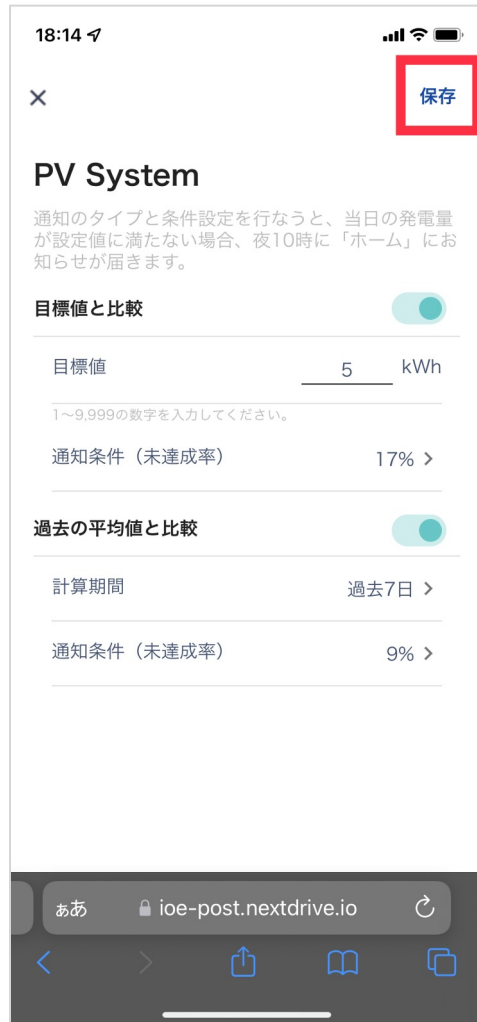 18:14
保存
PV System
通知のタイプと条件設定を行なうと、当日の発電量
が設定値に満たない場合、夜10時に「ホーム」にお
知らせが届きます。
目標値と比較
目標値 5 kWh
1〜9,999の数字を入力してください。
通知条件（未達成率） 17%
過去の平均値と比較
計算期間 過去7日
通知条件（未達成率） 9%
ぁあ ioe-post.nextdrive.io